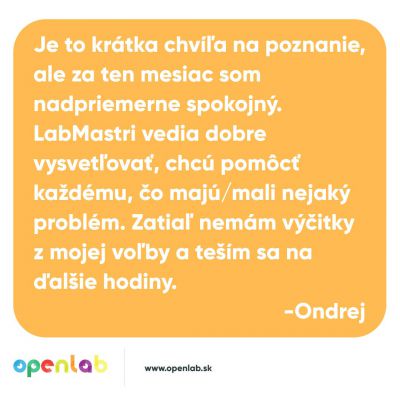 Je to krátka chvíľa na poznanie,
ale za ten mesiac som
nadpriemerne spokojný.
LabMastri vedia dobre
vysvetľovať, chcú pomôcť
každému, čo majú/mali nejaký
problém. Zatiaľ nemám výčitky
z mojej voľby a teším sa na
ďalšie hodiny.
-Ondrej
openlab
www.openlab.sk